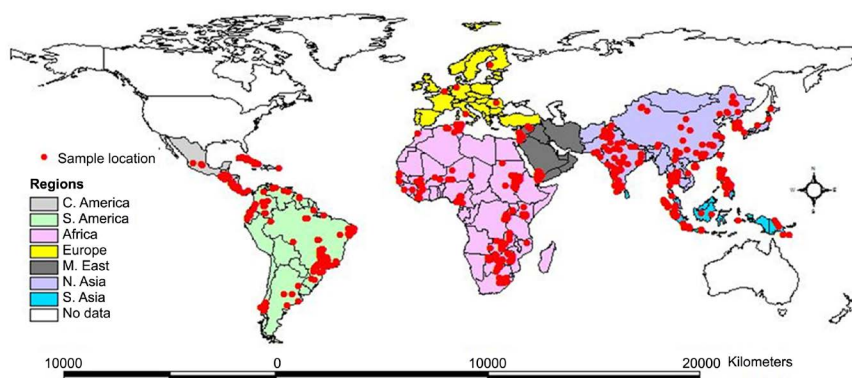 Sample location
Regions
C. America
S. America
Africa
Europe
M. East
N. Asia
S. Asia
No data
N
W E
S
10000 0 10000 20000 Kilometers